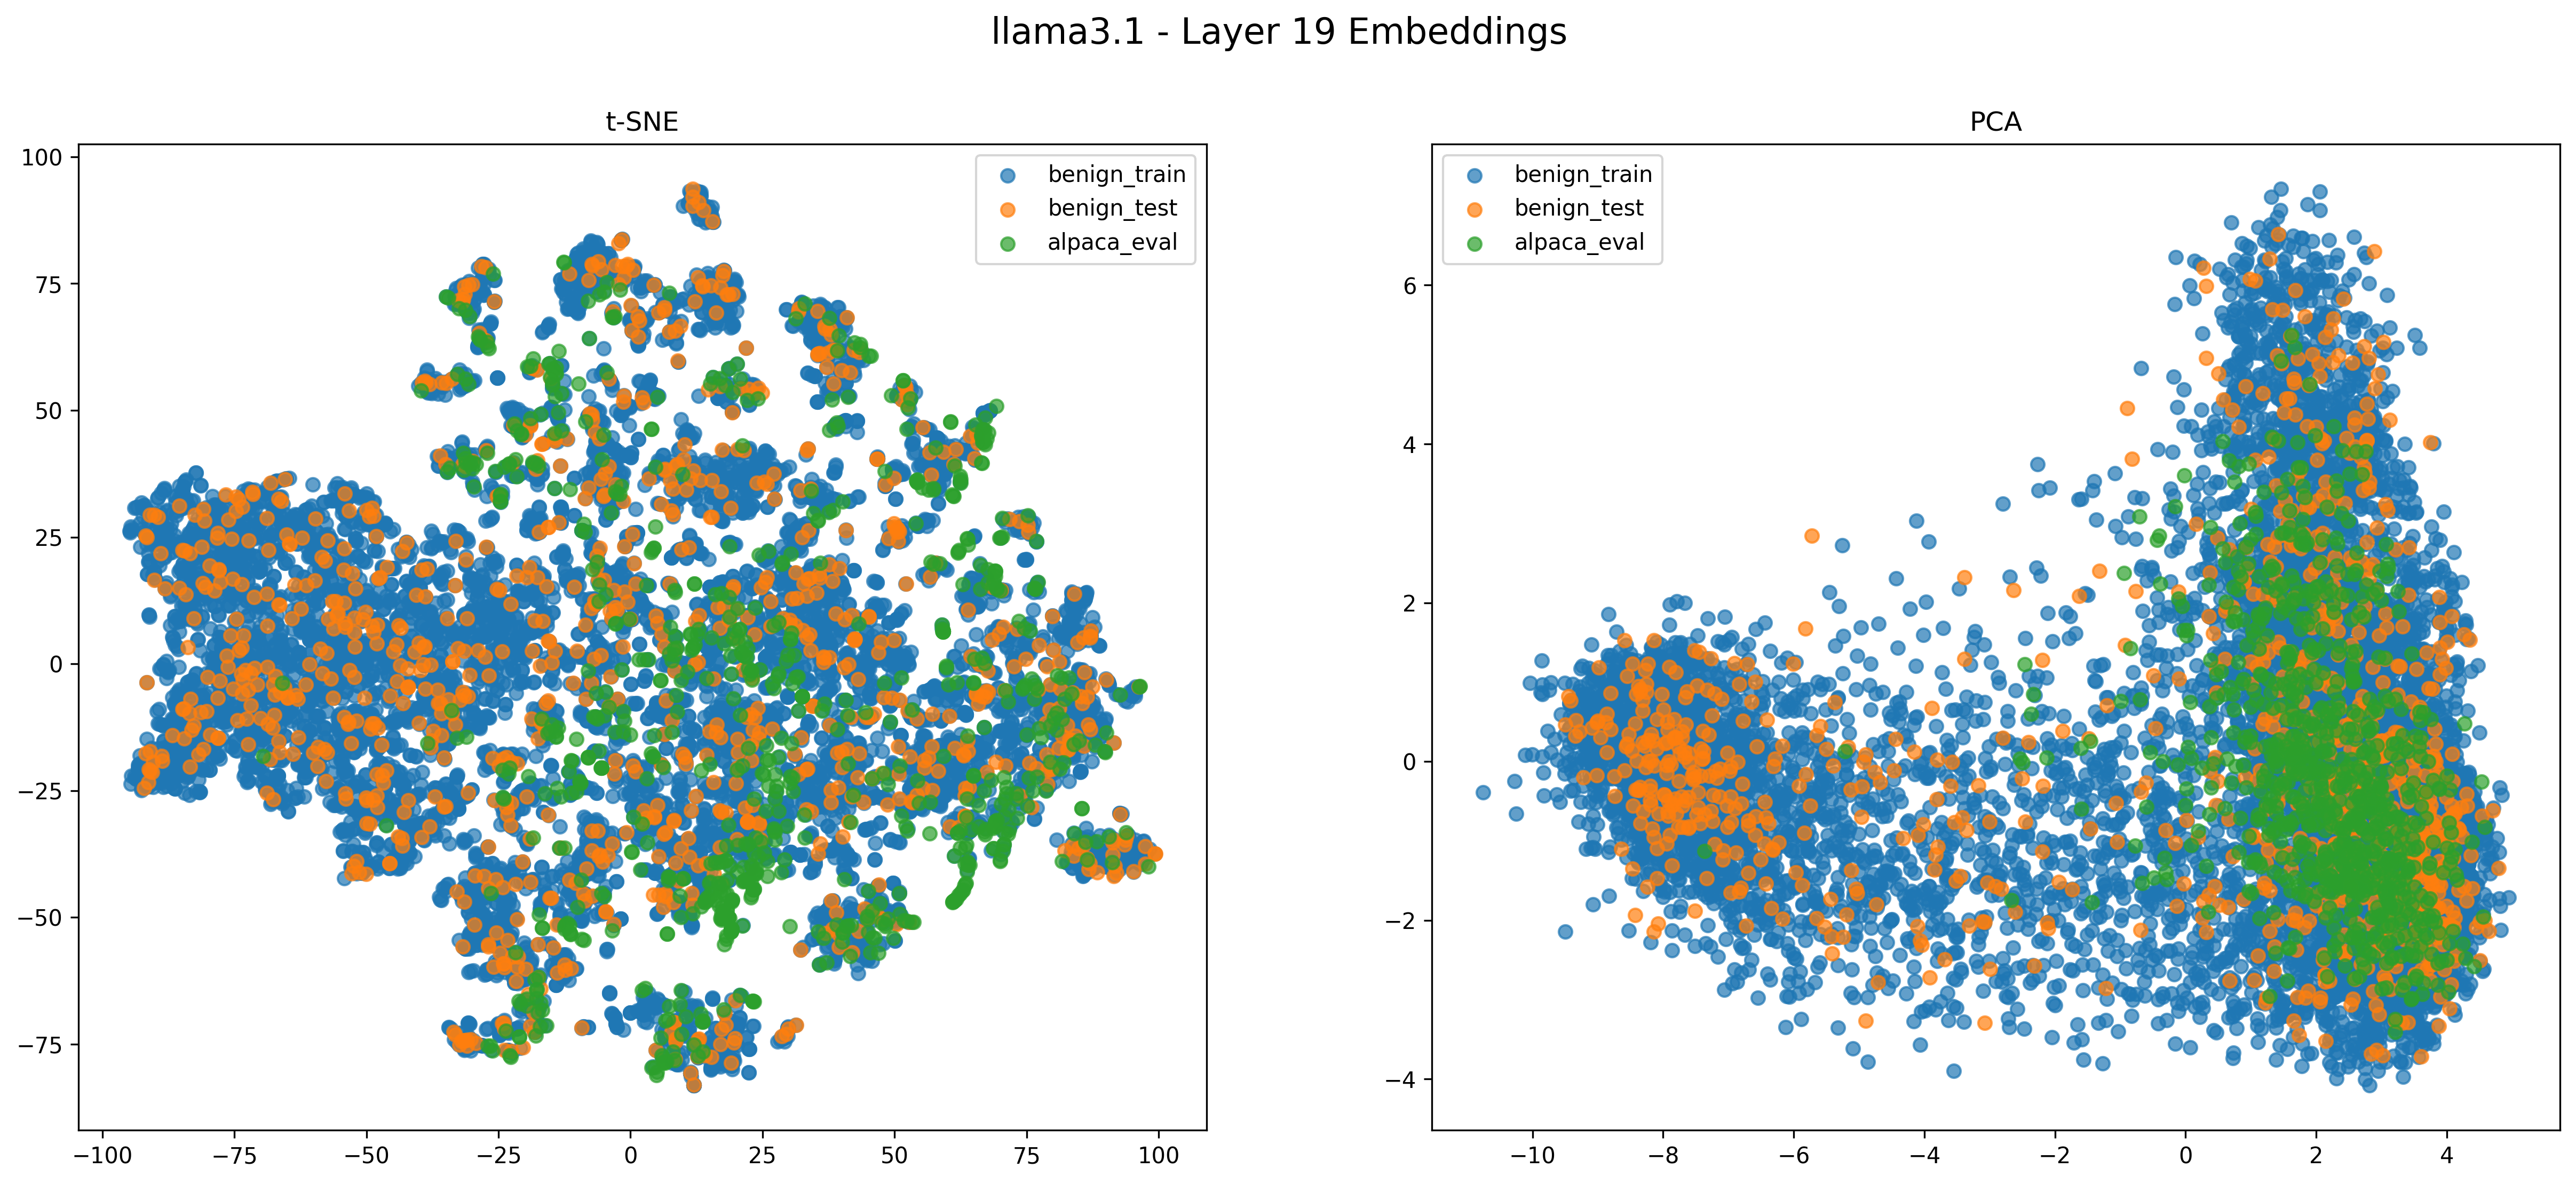 llama3.1 - Layer 19 Embeddings
t-SNE
benign_train
benign_test
alpaca_eval
100
75
50
25
0
−25
−50
−75
−100 −75 −50 −25 0 25 50 75 100
PCA
benign_train
benign_test
alpaca_eval
6
4
2
0
−2
−4
−10 −8 −6 −4 −2 0 2 4